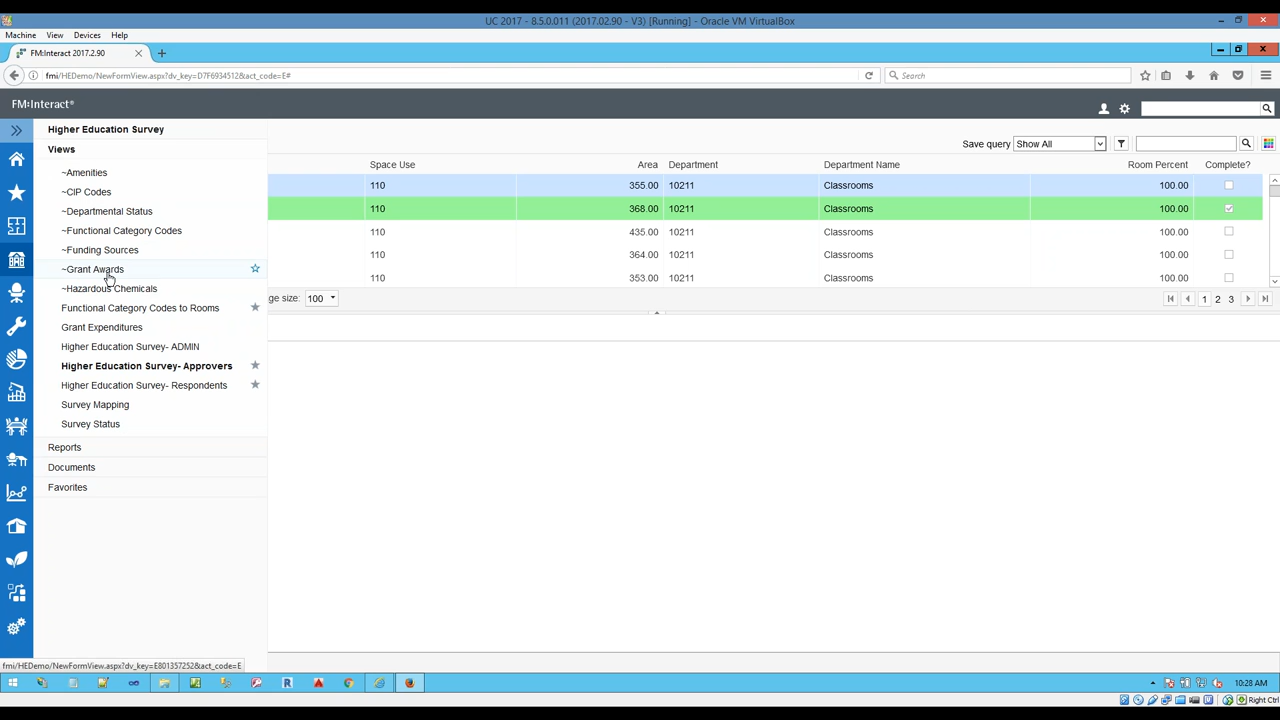 UC 2017 - 8.5.0.011 (2017.02.90 - V3) [Running] - Oracle VM VirtualBox
Machine View Devices Help
FM:Interact 2017.2.90
fmi/HEDemo/NewFormView.aspx?dv_key=D7F6934512&act_code=E#
Search
FM:Interact®
Higher Education Survey
Views
~Amenities
~CIP Codes
~Departmental Status
~Functional Category Codes
~Funding Sources
~Grant Awards
~Hazardous Chemicals
Functional Category Codes to Rooms
Grant Expenditures
Higher Education Survey- ADMIN
Higher Education Survey- Approvers
Higher Education Survey- Respondents
Survey Mapping
Survey Status
Reports
Documents
Favorites
Save query Show All
Space Use Area Department Department Name Room Percent Complete?
110 355.00 10211 Classrooms 100.00
110 368.00 10211 Classrooms 100.00
110 435.00 10211 Classrooms 100.00
110 364.00 10211 Classrooms 100.00
110 353.00 10211 Classrooms 100.00
ge size: 100 1 2 3
fmi/HEDemo/NewFormView.aspx?dv_key=E801357252&act_code=E
10:28 AM
Right Ctrl